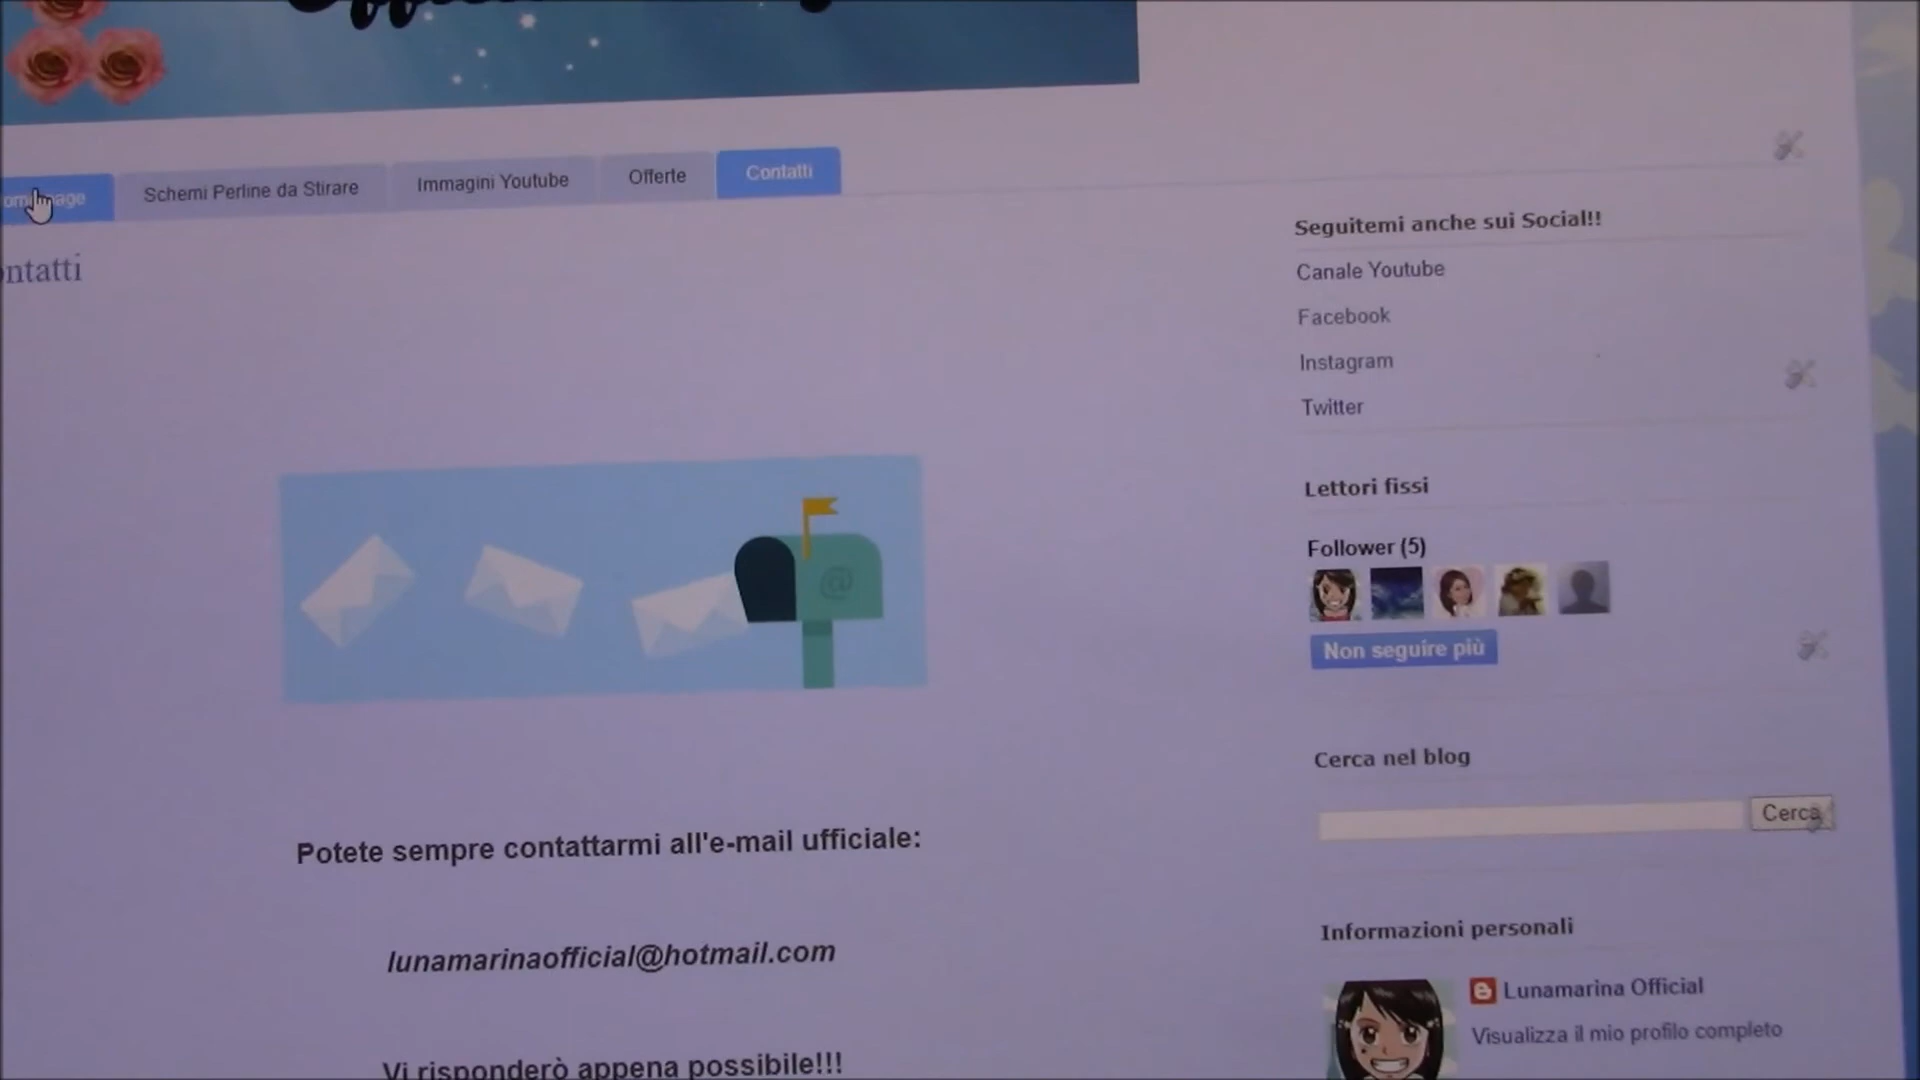 Schemi Perline da Stirare
Immagini Youtube
Offerte
Contatti
Seguitemi anche sui Social!!
Canale Youtube
Facebook
Instagram
Twitter
@
Lettori fissi
Follower (5)
Non seguire più
Cerca nel blog
Cerca
Potete sempre contattarmi all'e-mail ufficiale:
lunamarinaofficial@hotmail.com
Vi risponderò appena possibile!!!
Informazioni personali
Lunamarina Official
Visualizza il mio profilo completo